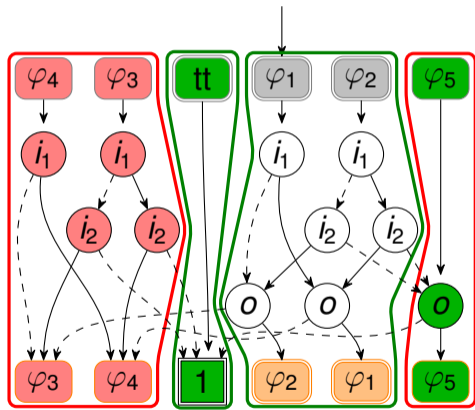 φ4 φ3 tt φ1 φ2 φ5
i1 i1 i1 i1
i2 i2 i2 i2
o o o
φ3 φ4 1 φ2 φ1 φ5